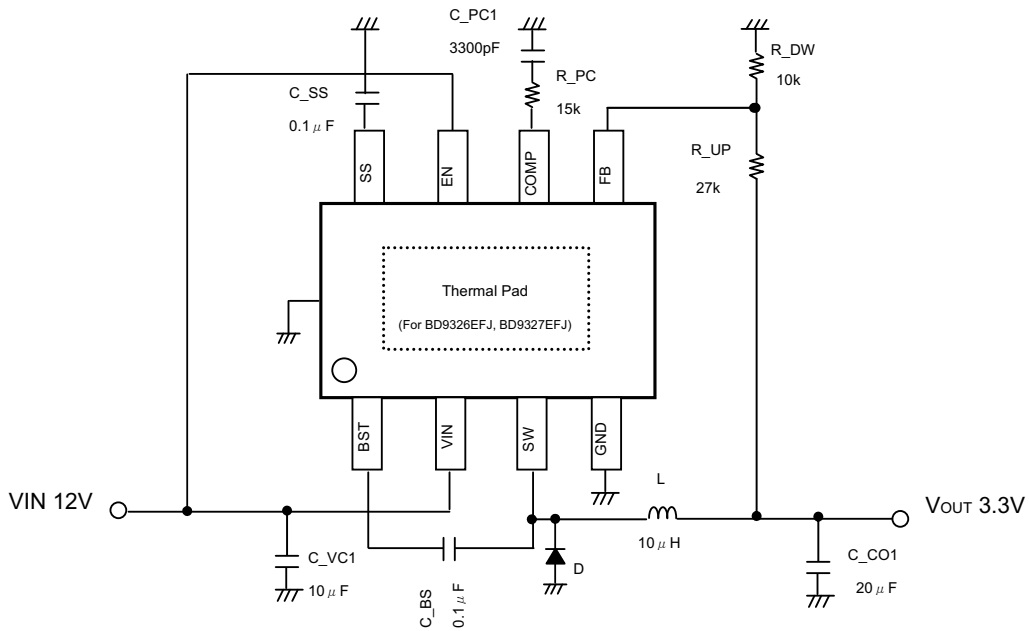 C_PC1
3300pF
R_PC
15k
R_DW
10k
C_SS
0.1μF
R_UP
27k
SS
EN
COMP
FB
Thermal Pad
(For BD9326EFJ, BD9327EFJ)
BST
VIN
SW
GND
VIN 12V
L
10μH
VOUT 3.3V
C_VC1
10μF
C_BS
0.1μF
D
C_CO1
20μF